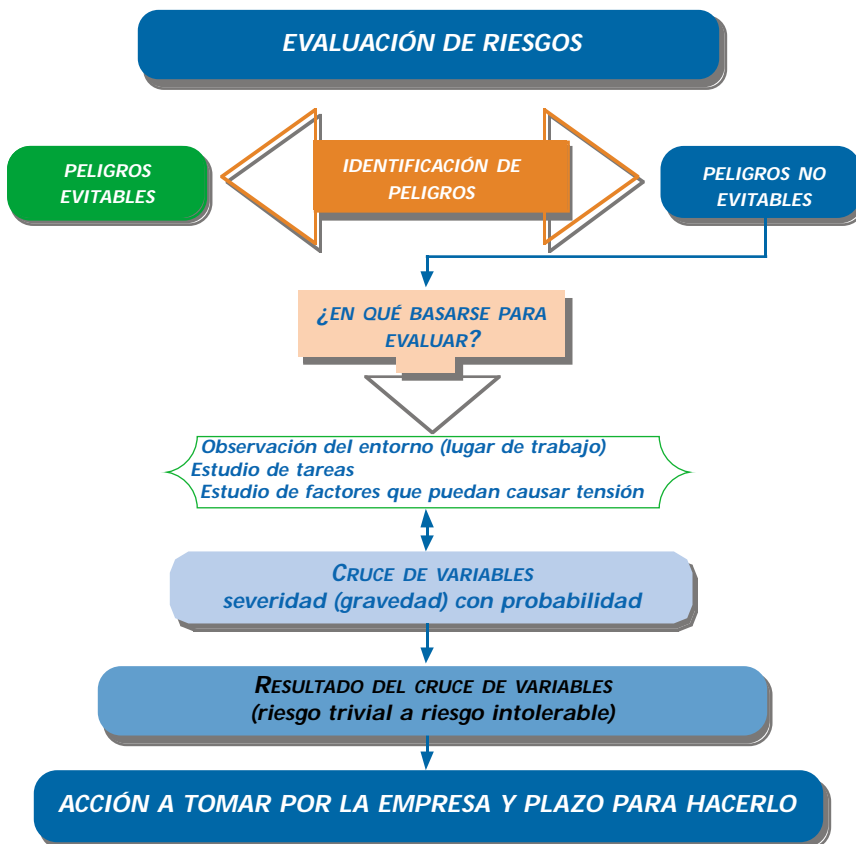 EVALUACIÓN DE RIESGOS
PELIGROS
EVITABLES
IDENTIFICACIÓN DE
PELIGROS
PELIGROS NO
EVITABLES
¿EN QUÉ BASARSE PARA
EVALUAR?
Observación del entorno (lugar de trabajo)
Estudio de tareas
Estudio de factores que puedan causar tensión
CRUCE DE VARIABLES
severidad (gravedad) con probabilidad
RESULTADO DEL CRUCE DE VARIABLES
(riesgo trivial a riesgo intolerable)
ACCIÓN A TOMAR POR LA EMPRESA Y PLAZO PARA HACERLO